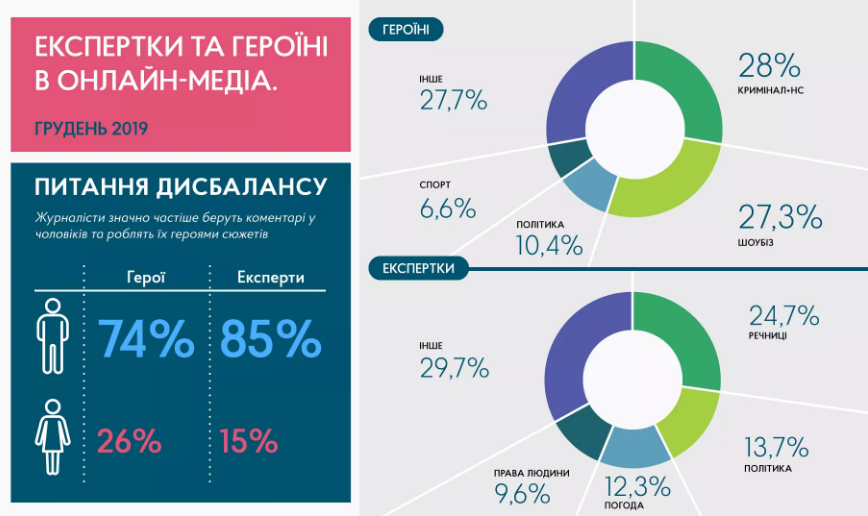 ЕКСПЕРТКИ ТА ГЕРОЇНІ
В ОНЛАЙН-МЕДІА.
ГРУДЕНЬ 2019
ПИТАННЯ ДИСБАЛАНСУ
Журналісти значно частіше беруть коментарі у
чоловіків та роблять їх героями сюжетів
Герої Експерти
74% 85%
26% 15%
ГЕРОЇНІ
28%
КРИМІНАЛ+НС
ІНШЕ
27,7%
СПОРТ
6,6%
ПОЛІТИКА
10,4%
27,3%
ШОУБІЗ
ЕКСПЕРТКИ
24,7%
РЕЧНИЦІ
ІНШЕ
29,7%
13,7%
ПОЛІТИКА
ПРАВА ЛЮДИНИ
9,6%
12,3%
ПОГОДА